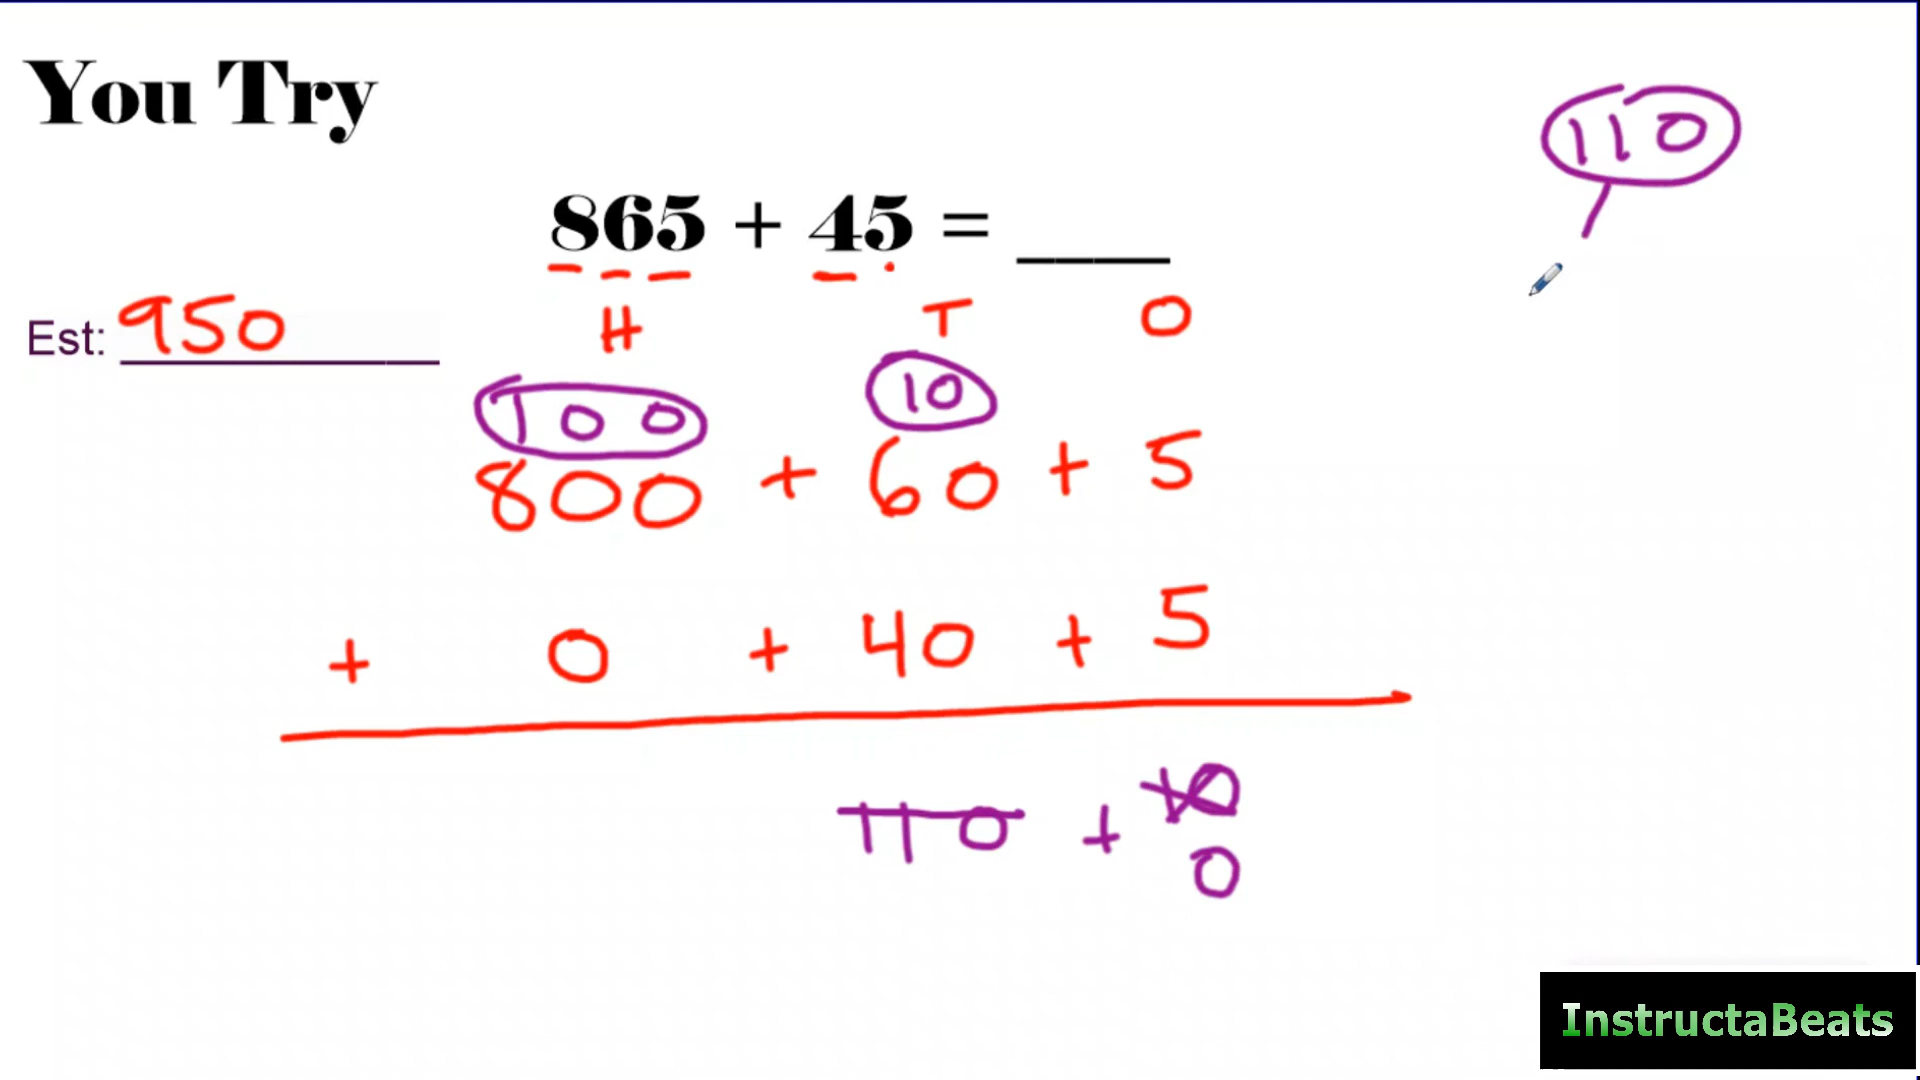 You Try
110
865 + 45 = ____
Est: 950
H T O
100 10
800 + 60 + 5
+ 0 + 40 + 5
110 + 10
0
InstructaBeats